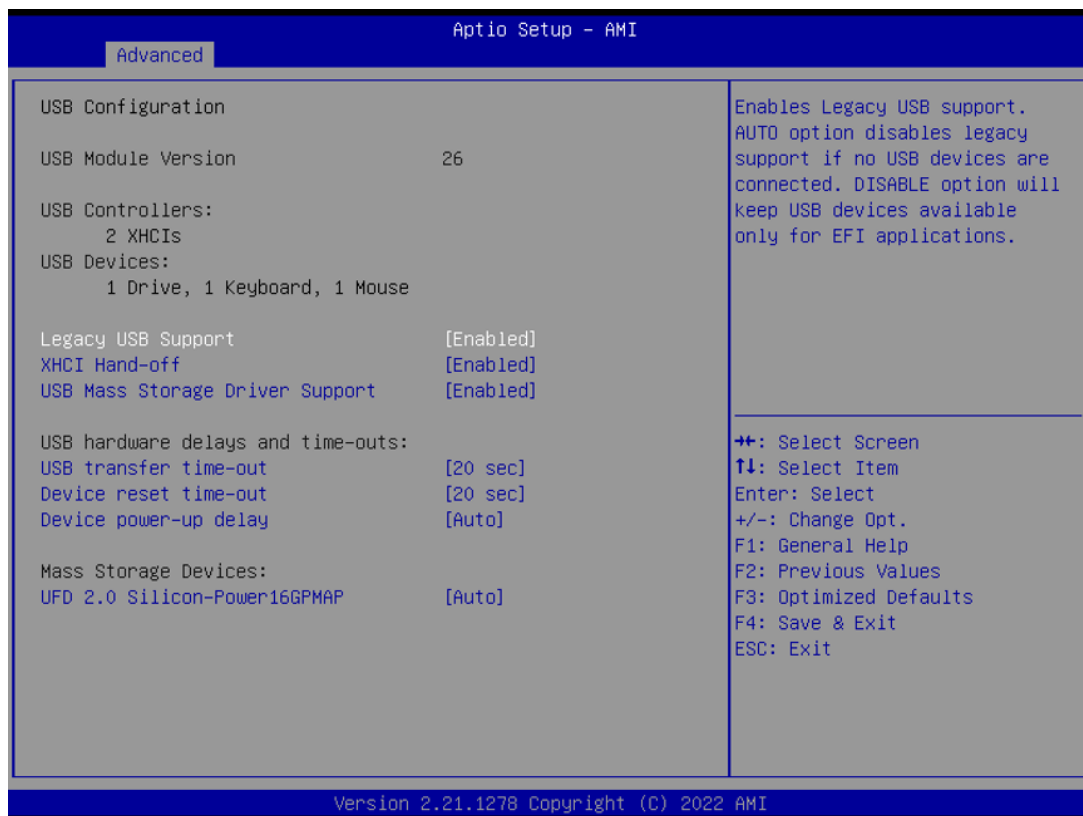 Aptio Setup - AMI
Advanced
USB Configuration
USB Module Version 26
USB Controllers:
2 XHCIs
USB Devices:
1 Drive, 1 Keyboard, 1 Mouse
Legacy USB Support [Enabled]
XHCI Hand-off [Enabled]
USB Mass Storage Driver Support [Enabled]
USB hardware delays and time-outs:
USB transfer time-out [20 sec]
Device reset time-out [20 sec]
Device power-up delay [Auto]
Mass Storage Devices:
UFD 2.0 Silicon-Power16GPMAP [Auto]
Enables Legacy USB support.
AUTO option disables legacy
support if no USB devices are
connected. DISABLE option will
keep USB devices available
only for EFI applications.
→←: Select Screen
↑↓: Select Item
Enter: Select
+/-: Change Opt.
F1: General Help
F2: Previous Values
F3: Optimized Defaults
F4: Save & Exit
ESC: Exit
Version 2.21.1278 Copyright (C) 2022 AMI